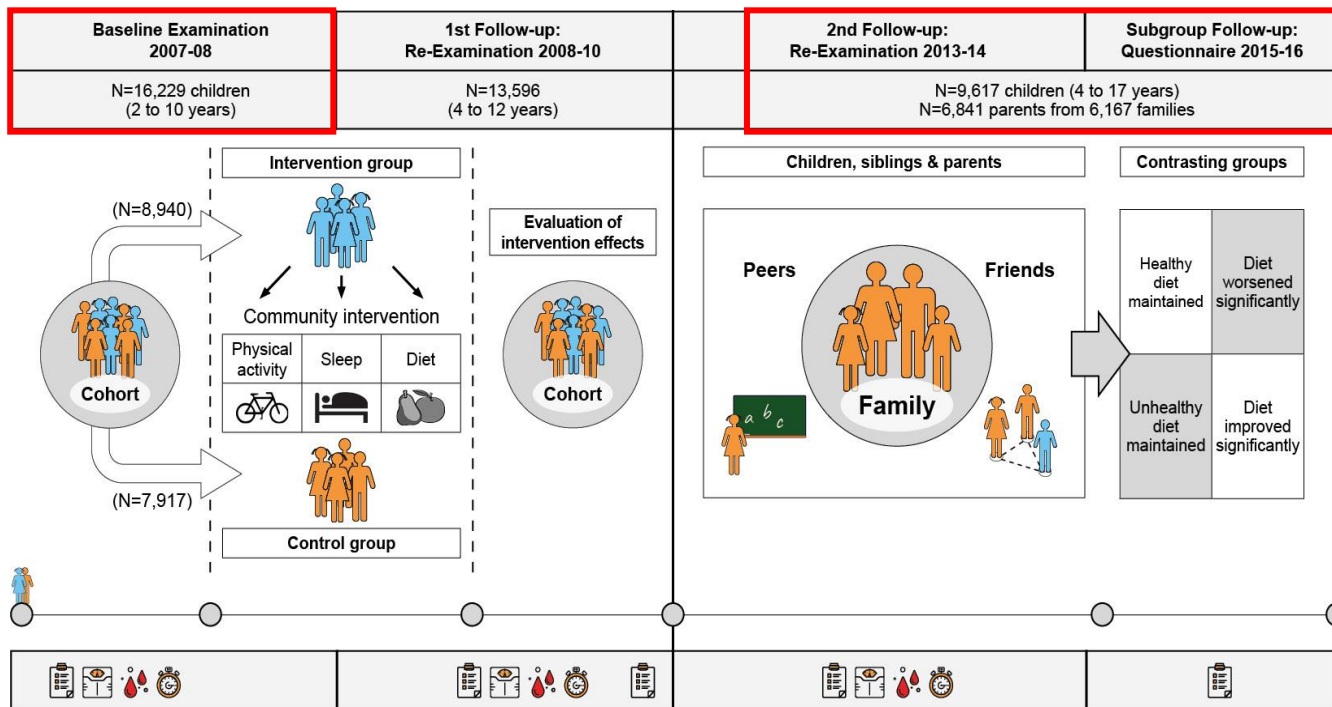 Baseline Examination
2007-08
1st Follow-up:
Re-Examination 2008-10
2nd Follow-up:
Re-Examination 2013-14
Subgroup Follow-up:
Questionnaire 2015-16
N=16,229 children
(2 to 10 years)
N=13,596
(4 to 12 years)
N=9,617 children (4 to 17 years)
N=6,841 parents from 6,167 families
Intervention group
(N=8,940)
Community intervention
Physical
activity
Sleep
Diet
Cohort
(N=7,917)
Control group
Evaluation of
intervention effects
Cohort
Children, siblings & parents
Peers
Friends
Family
a b c
Contrasting groups
Healthy
diet
maintained
Diet
worsened
significantly
Unhealthy
diet
maintained
Diet
improved
significantly